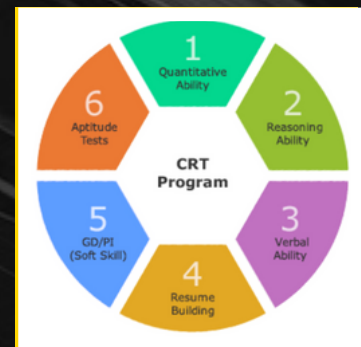 1
Quantitative
Ability
2
Reasoning
Ability
3
Verbal
Ability
4
Resume
Building
5
GD/PI
(Soft Skill)
6
Aptitude
Tests
CRT
Program